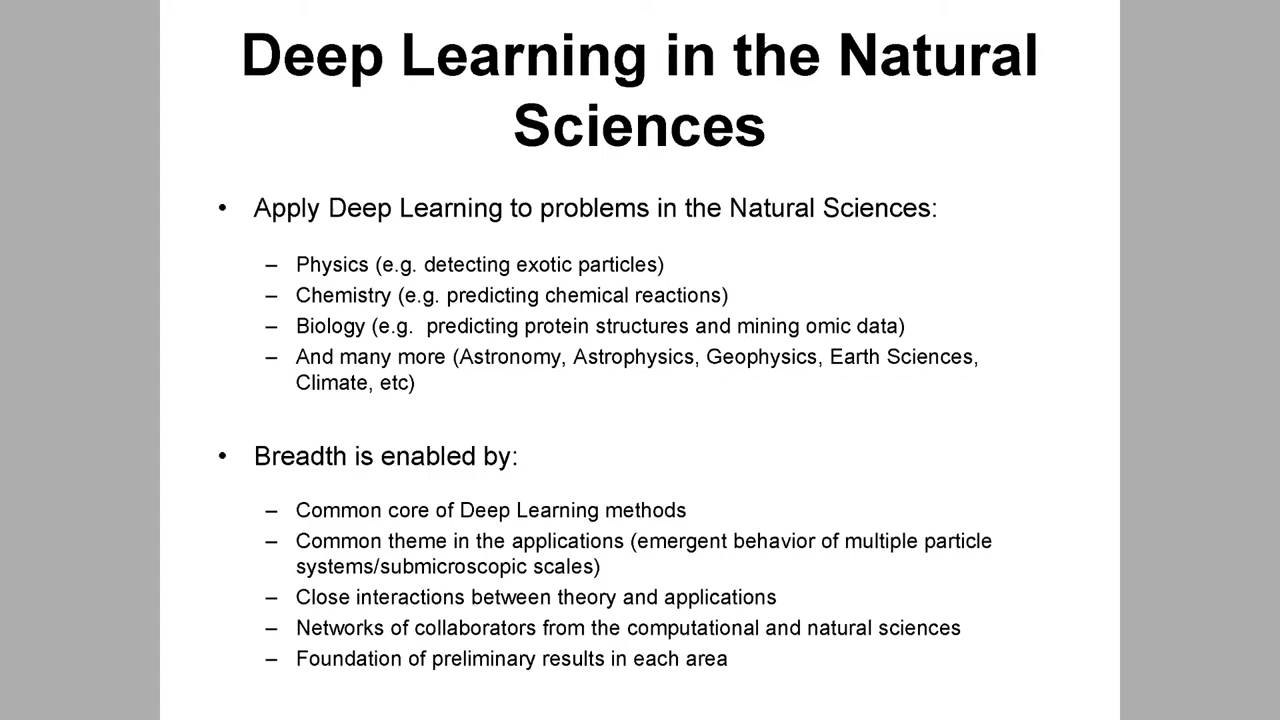 Deep Learning in the Natural
Sciences
• Apply Deep Learning to problems in the Natural Sciences:
– Physics (e.g. detecting exotic particles)
– Chemistry (e.g. predicting chemical reactions)
– Biology (e.g.  predicting protein structures and mining omic data)
– And many more (Astronomy, Astrophysics, Geophysics, Earth Sciences,
Climate, etc)
• Breadth is enabled by:
– Common core of Deep Learning methods
– Common theme in the applications (emergent behavior of multiple particle
systems/submicroscopic scales)
– Close interactions between theory and applications
– Networks of collaborators from the computational and natural sciences
– Foundation of preliminary results in each area